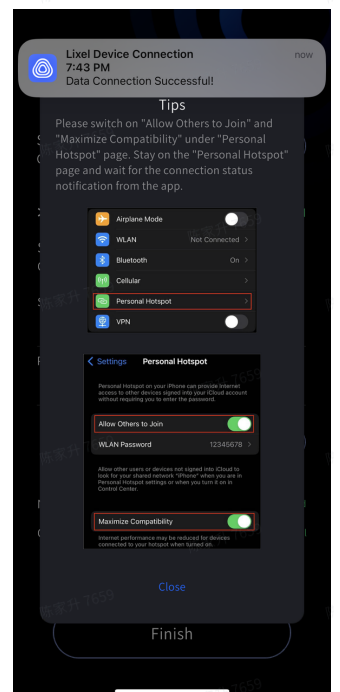 Lixel Device Connection
now
7:43 PM
Data Connection Successful!
Tips
Please switch on "Allow Others to Join" and
"Maximize Compatibility" under "Personal
Hotspot" page. Stay on the "Personal Hotspot"
page and wait for the connection status
notification from the app.
Airplane Mode
WLAN Not Connected
Bluetooth On
Cellular
Personal Hotspot
VPN
Settings Personal Hotspot
Personal Hotspot on your iPhone can provide Internet
access to other devices signed into your iCloud account
without requiring you to enter the password.
Allow Others to Join
WLAN Password 12345678
Allow other users or devices not signed into iCloud to
look for your shared network "iPhone" when you are in
Personal Hotspot settings or when you turn it on in
Control Center.
Maximize Compatibility
Internet performance may be reduced for devices
connected to your hotspot when turned on.
Close
陈家升 7659
Finish
7659